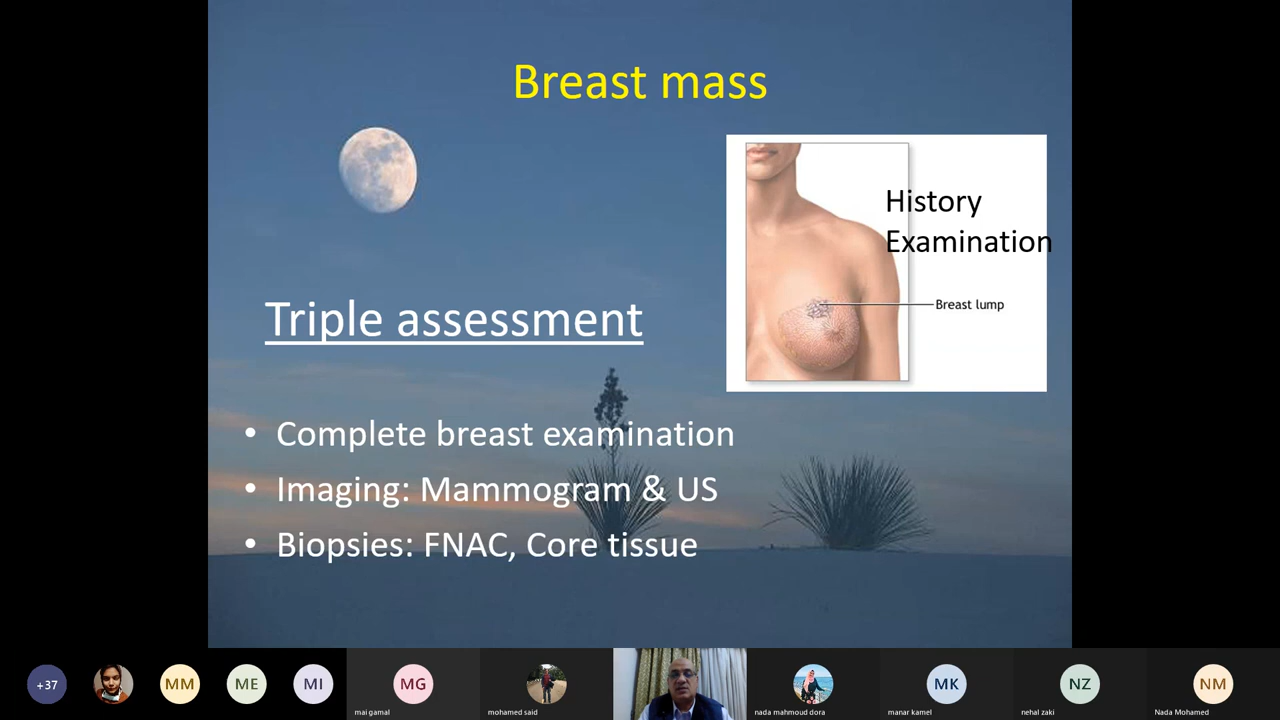 Breast mass
History
Examination
Breast lump
Triple assessment
• Complete breast examination
• Imaging: Mammogram & US
• Biopsies: FNAC, Core tissue
+37
MM
ME
MI
MG
MK
NZ
NM
mai gamal
mohamed said
nada mahmoud dora
manar kamel
nehal zaki
Nada Mohamed